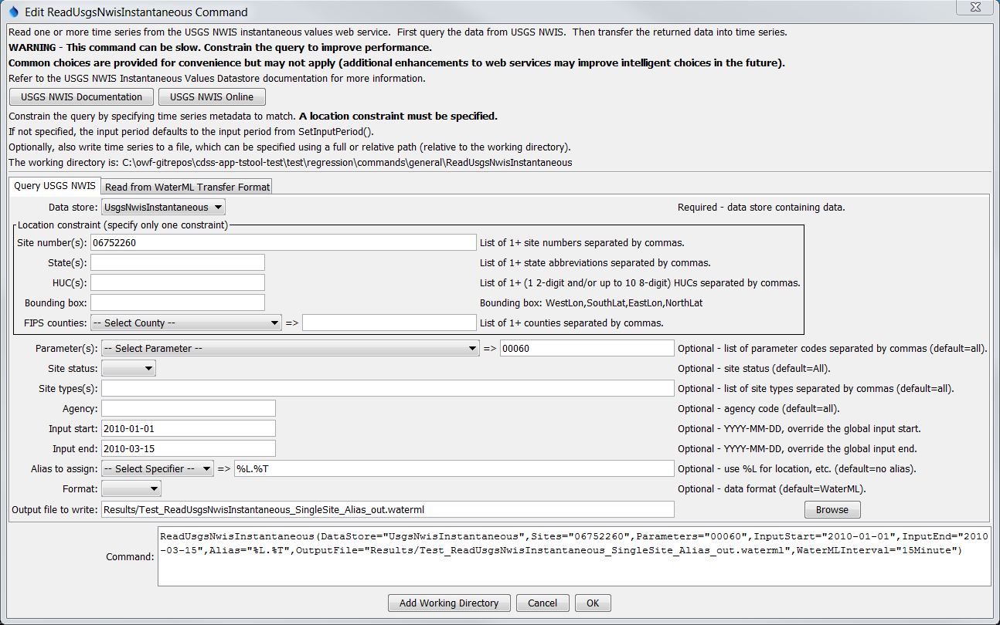 Edit ReadUsgsNwisInstantaneous Command
Read one or more time series from the USGS NWIS instantaneous values web service.  First query the data from USGS NWIS.  Then transfer the returned data into time series.
WARNING - This command can be slow. Constrain the query to improve performance.
Common choices are provided for convenience but may not apply (additional enhancements to web services may improve intelligent choices in the future).
Refer to the USGS NWIS Instantaneous Values Datastore documentation for more information.
USGS NWIS Documentation USGS NWIS Online
Constrain the query by specifying time series metadata to match. A location constraint must be specified.
If not specified, the input period defaults to the input period from SetInputPeriod().
Optionally, also write time series to a file, which can be specified using a full or relative path (relative to the working directory).
The working directory is: C:\owf-gitrepos\cdss-app-tstool-test\test\regression\commands\general\ReadUsgsNwisInstantaneous
Query USGS NWIS Read from WaterML Transfer Format
Data store: UsgsNwisInstantaneous Required - data store containing data.
Location constraint (specify only one constraint)
Site number(s): 06752260 List of 1+ site numbers separated by commas.
State(s): List of 1+ state abbreviations separated by commas.
HUC(s): List of 1+ (1 2-digit and/or up to 10 8-digit) HUCs separated by commas.
Bounding box: Bounding box: WestLon,SouthLat,EastLon,NorthLat
FIPS counties: -- Select County -- => List of 1+ counties separated by commas.
Parameter(s): -- Select Parameter -- => 00060 Optional - list of parameter codes separated by commas (default=all).
Site status: Optional - site status (default=All).
Site types(s): Optional - list of site types separated by commas (default=all).
Agency: Optional - agency code (default=all).
Input start: 2010-01-01 Optional - YYYY-MM-DD, override the global input start.
Input end: 2010-03-15 Optional - YYYY-MM-DD, override the global input end.
Alias to assign: -- Select Specifier -- => %L.%T Optional - use %L for location, etc. (default=no alias).
Format: Optional - data format (default=WaterML).
Output file to write: Results/Test_ReadUsgsNwisInstantaneous_SingleSite_Alias_out.waterml Browse
Command: ReadUsgsNwisInstantaneous(DataStore="UsgsNwisInstantaneous",Sites="06752260",Parameters="00060",InputStart="2010-01-01",InputEnd="2010
-03-15",Alias="%L.%T",OutputFile="Results/Test_ReadUsgsNwisInstantaneous_SingleSite_Alias_out.waterml",WaterMLInterval="15Minute")
Add Working Directory Cancel OK